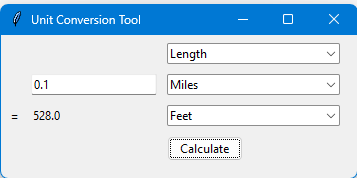 Unit Conversion Tool
Length
0.1 Miles
= 528.0 Feet
Calculate